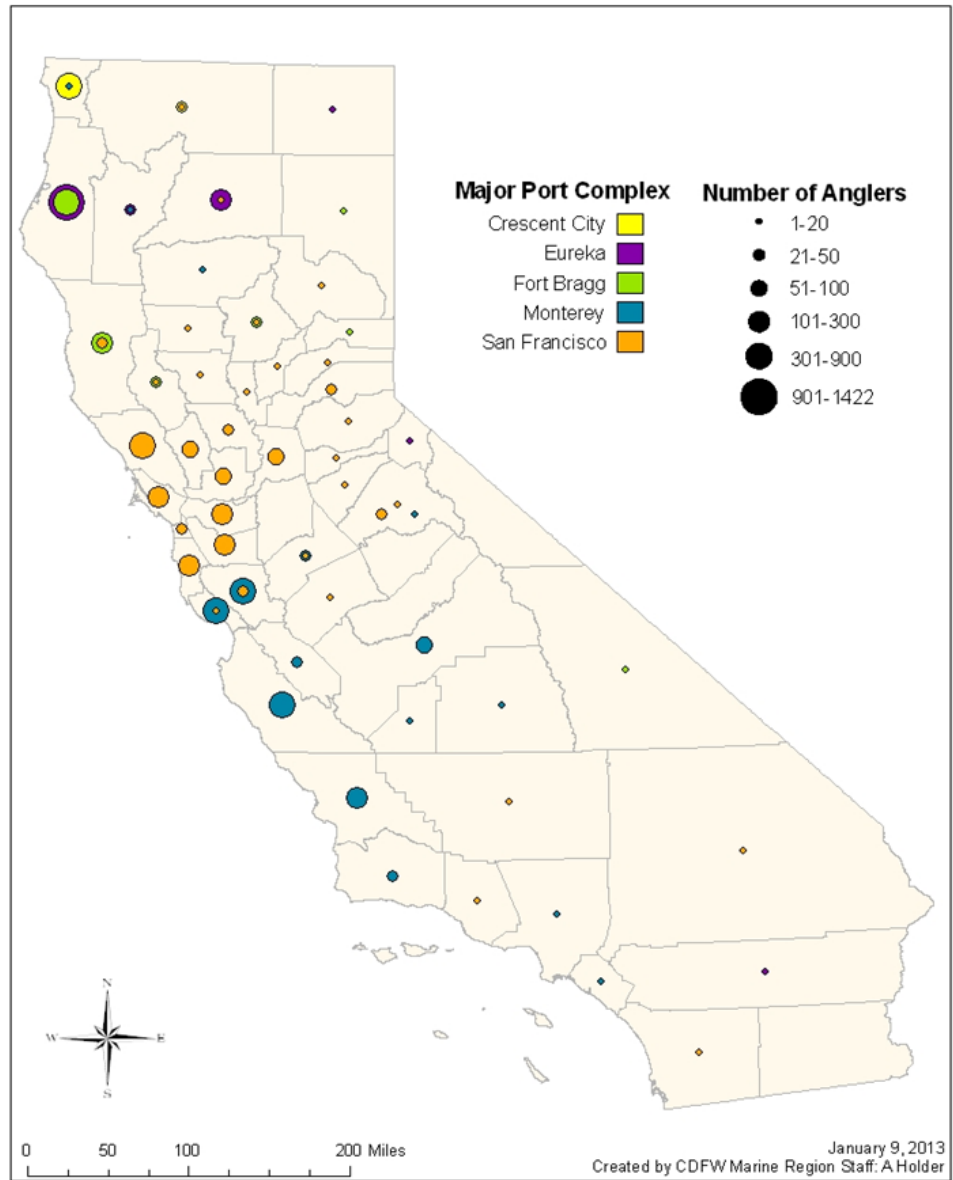 Major Port Complex
Crescent City
Eureka
Fort Bragg
Monterey
San Francisco
Number of Anglers
1-20
21-50
51-100
101-300
301-900
901-1422
N
W E
S
0 50 100 200 Miles
January 9, 2013
Created by CDFW Marine Region Staff: A Holder